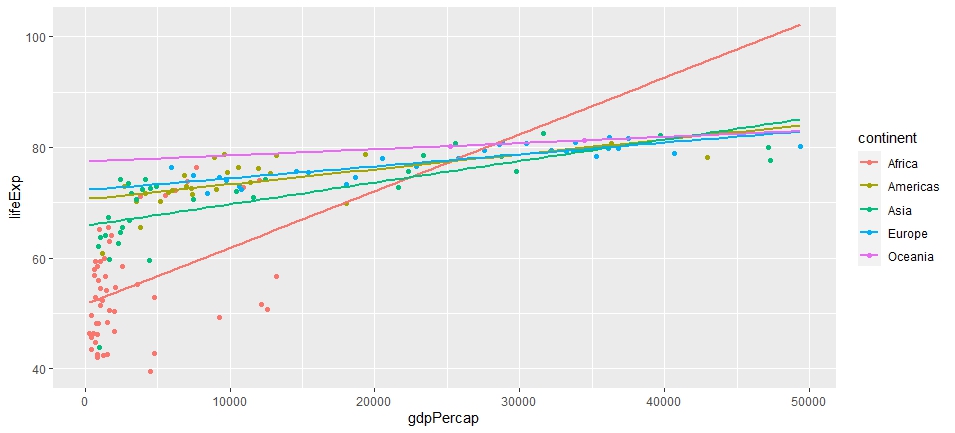 100
80
60
40
lifeExp
0 10000 20000 30000 40000 50000
gdpPercap
continent
Africa
Americas
Asia
Europe
Oceania